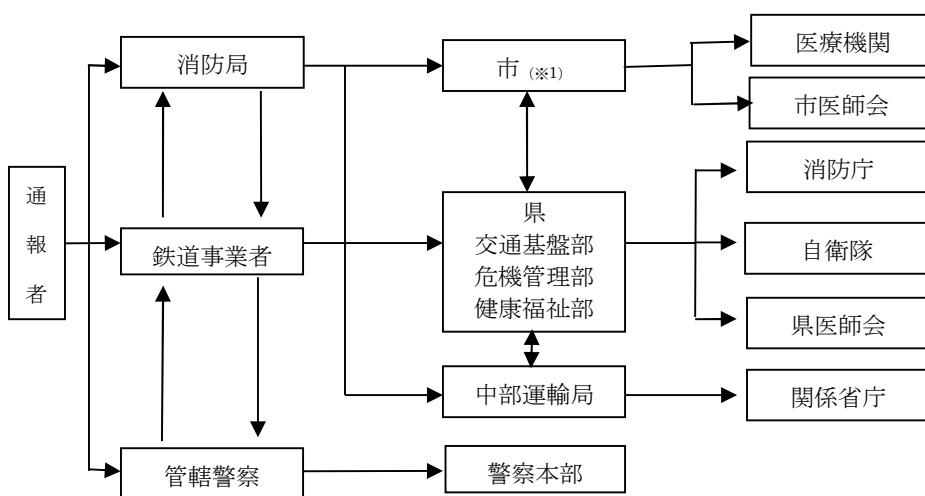 通報者
消防局
鉄道事業者
管轄警察
市 (※1)
県
交通基盤部
危機管理部
健康福祉部
中部運輸局
警察本部
医療機関
市医師会
消防庁
自衛隊
県医師会
関係省庁